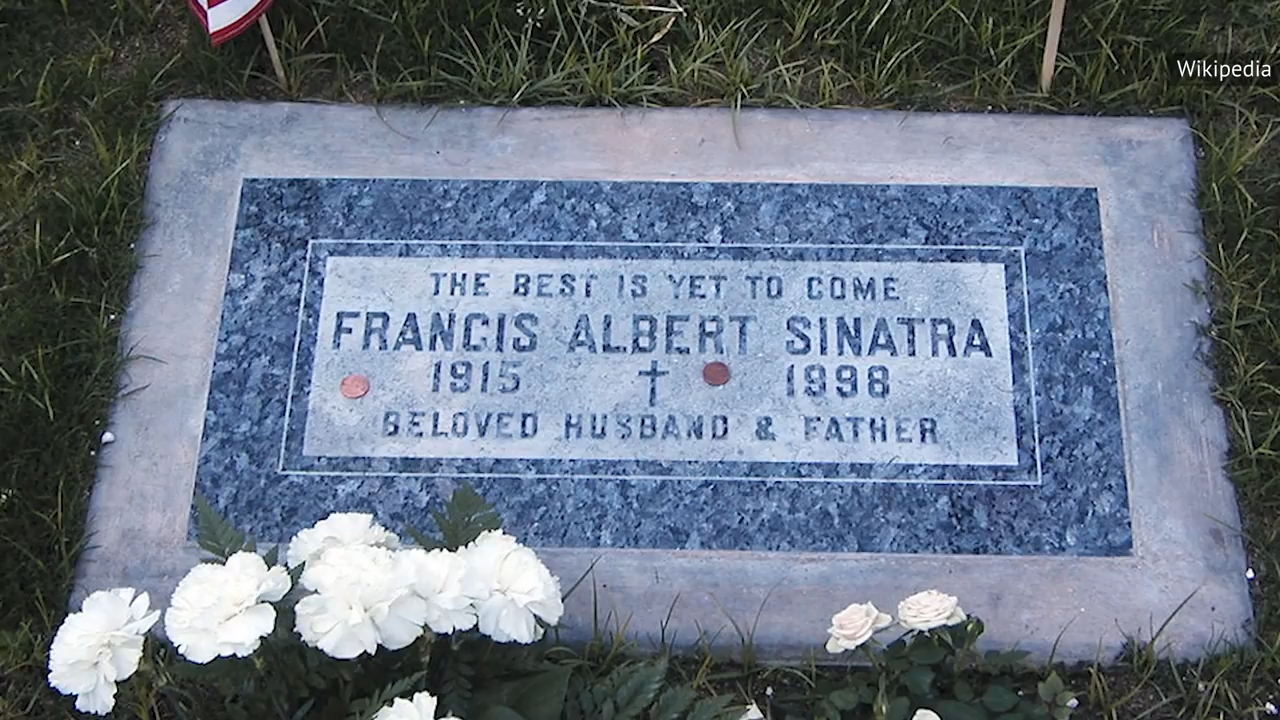 Wikipedia
THE BEST IS YET TO COME
FRANCIS ALBERT SINATRA
1915 † 1998
BELOVED HUSBAND & FATHER